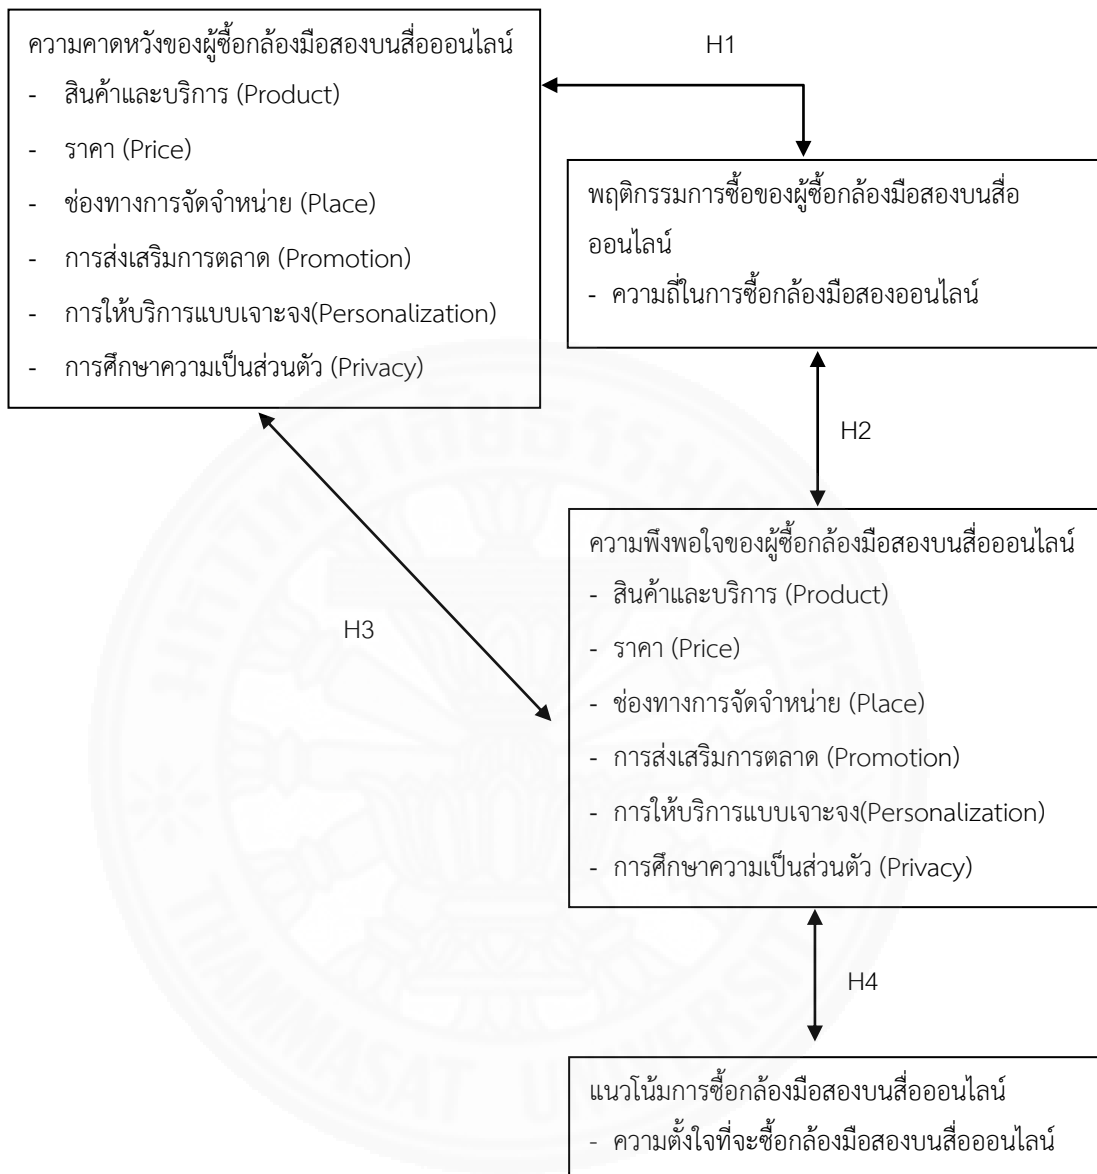 ความคาดหวังของผู้ซื้อกล้องมือสองบนสื่อออนไลน์
- สินค้าและบริการ (Product)
- ราคา (Price)
- ช่องทางการจัดจำหน่าย (Place)
- การส่งเสริมการตลาด (Promotion)
- การให้บริการแบบเจาะจง(Personalization)
- การศึกษาความเป็นส่วนตัว (Privacy)
H1
พฤติกรรมการซื้อของผู้ซื้อกล้องมือสองบนสื่อ
ออนไลน์
- ความถี่ในการซื้อกล้องมือสองออนไลน์
H2
H3
ความพึงพอใจของผู้ซื้อกล้องมือสองบนสื่อออนไลน์
- สินค้าและบริการ (Product)
- ราคา (Price)
- ช่องทางการจัดจำหน่าย (Place)
- การส่งเสริมการตลาด (Promotion)
- การให้บริการแบบเจาะจง(Personalization)
- การศึกษาความเป็นส่วนตัว (Privacy)
H4
แนวโน้มการซื้อกล้องมือสองบนสื่อออนไลน์
- ความตั้งใจที่จะซื้อกล้องมือสองบนสื่อออนไลน์
มหาวิทยาลัยธรรมศาสตร์
THAMMASAT UNIVERSITY